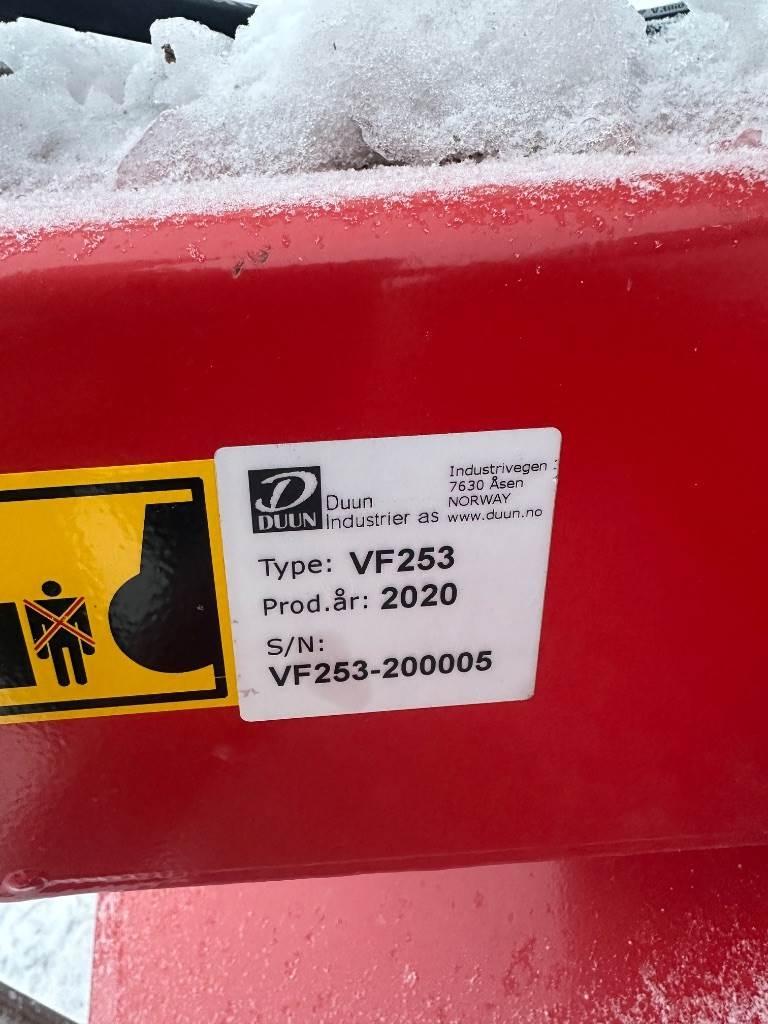 DUUN
Duun
Industrier as
Industrivegen
7630 Åsen
NORWAY
www.duun.no
Type: VF253
Prod.år: 2020
S/N:
VF253-200005